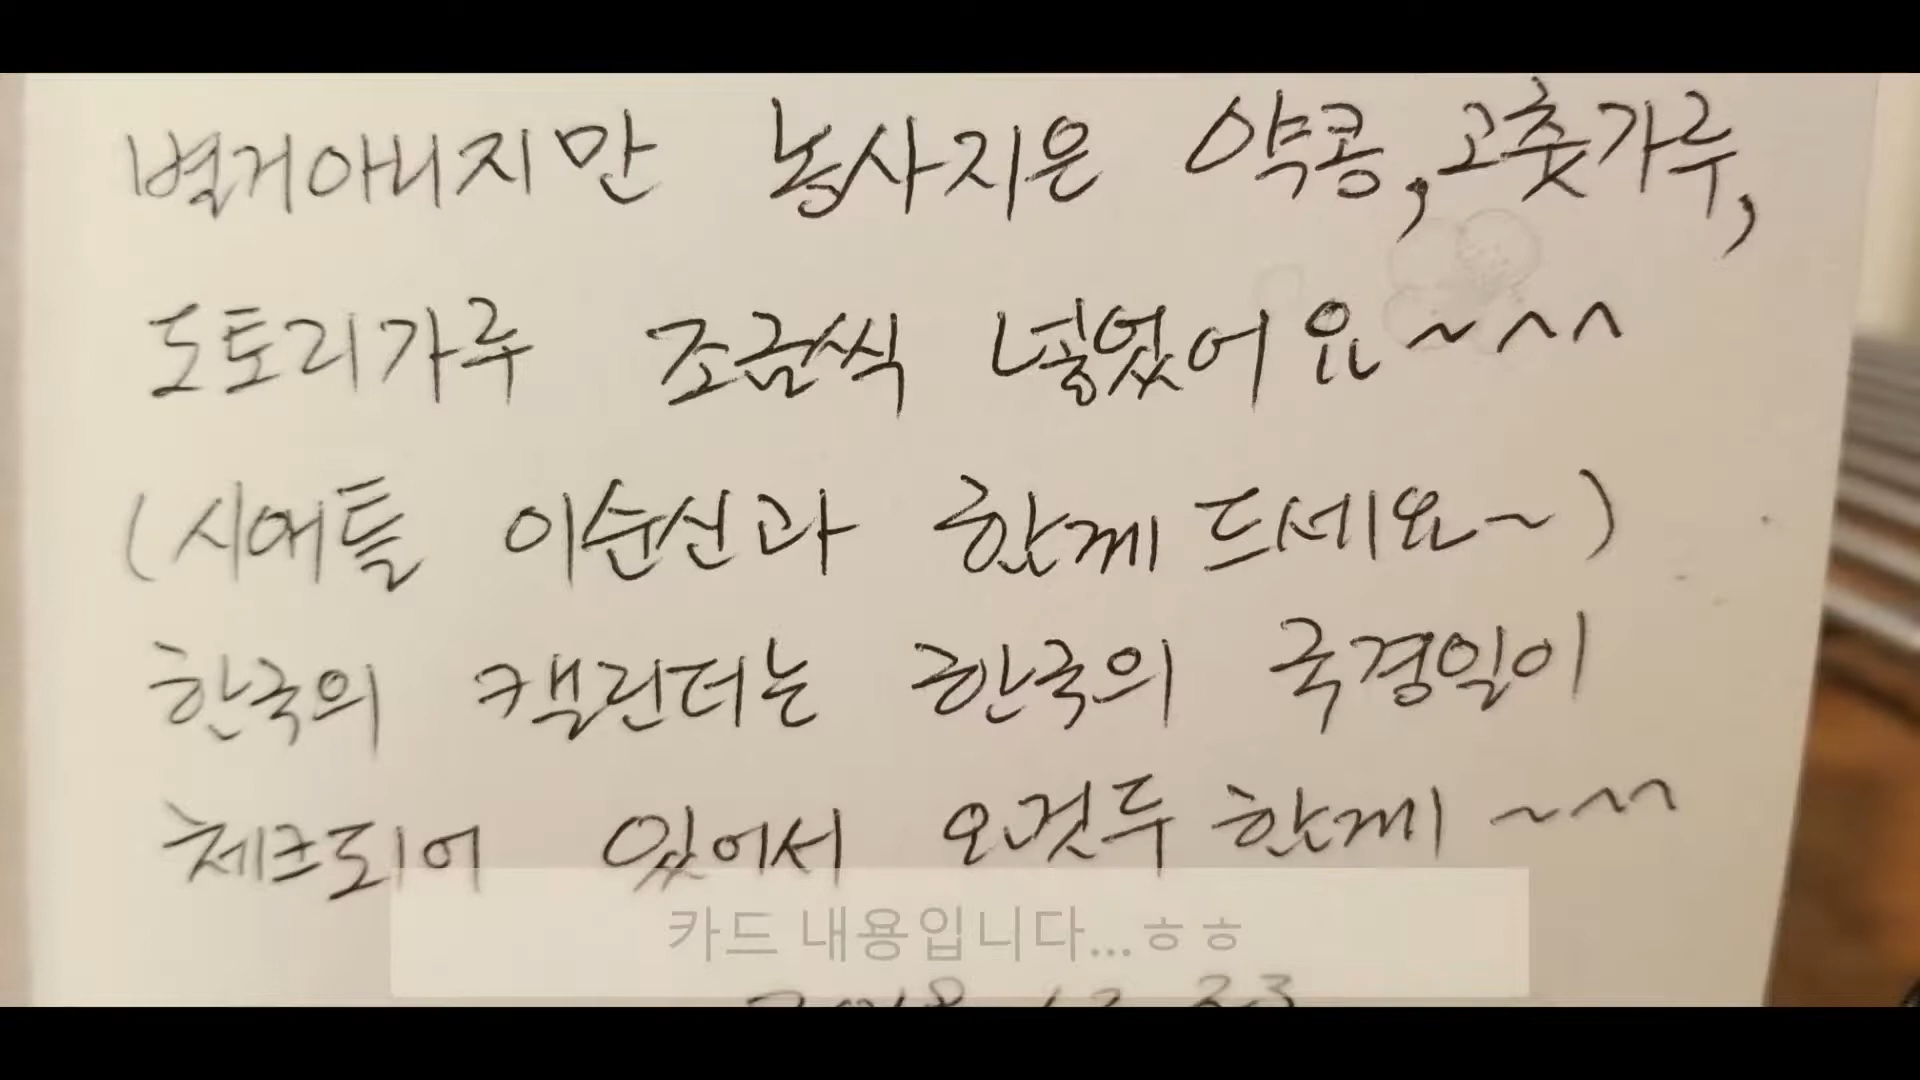 별거아니지만 농사지은 약콩, 고춧가루,
도토리가루 조금씩 넣었어요~^^
(시애틀 이순신과 함께 드세요~)
한국의 캘린더는 한국의 국경일이
체크되어 있어서 요것두 함께~^^
카드 내용입니다...ㅎㅎ